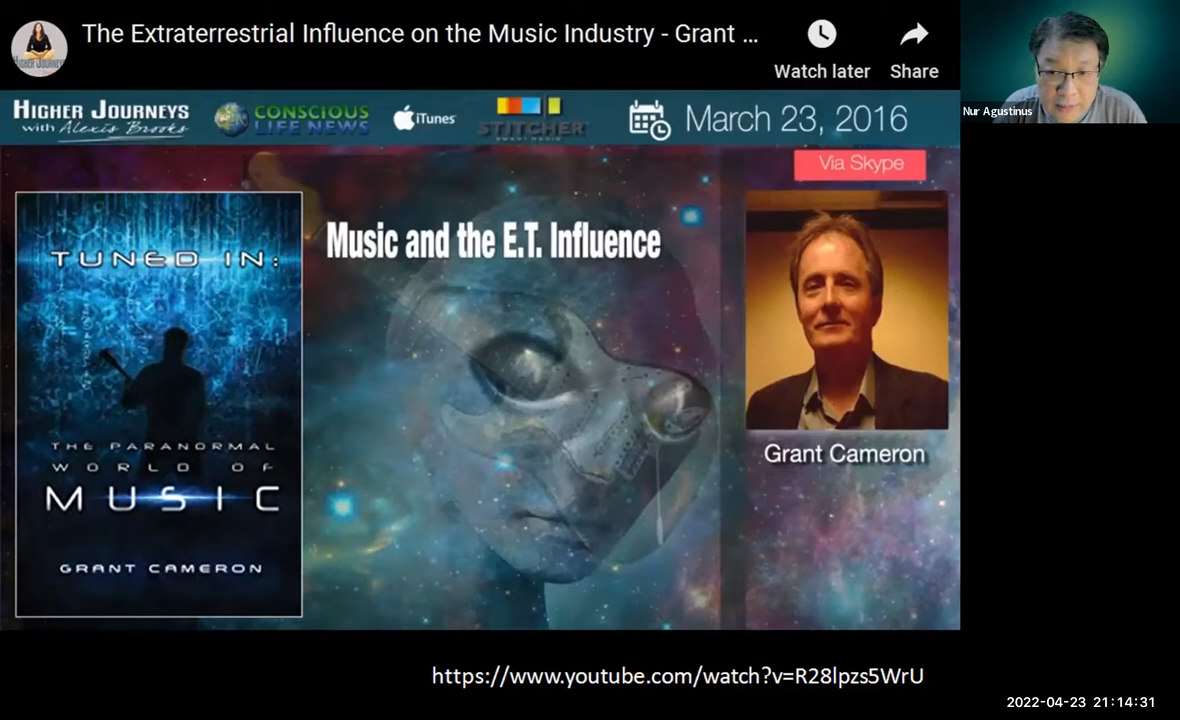 The Extraterrestrial Influence on the Music Industry - Grant ...
Watch later
Share
HIGHER JOURNEYS
with Alexis Brooks
CONSCIOUS
LIFE NEWS
iTunes
STITCHER
SMART RADIO
March 23, 2016
Nur Agustinus
Via Skype
TUNED IN:
THE PARANORMAL
WORLD OF
MUSIC
GRANT CAMERON
Music and the E.T. Influence
Grant Cameron
https://www.youtube.com/watch?v=R28lpzs5WrU
2022-04-23 21:14:31